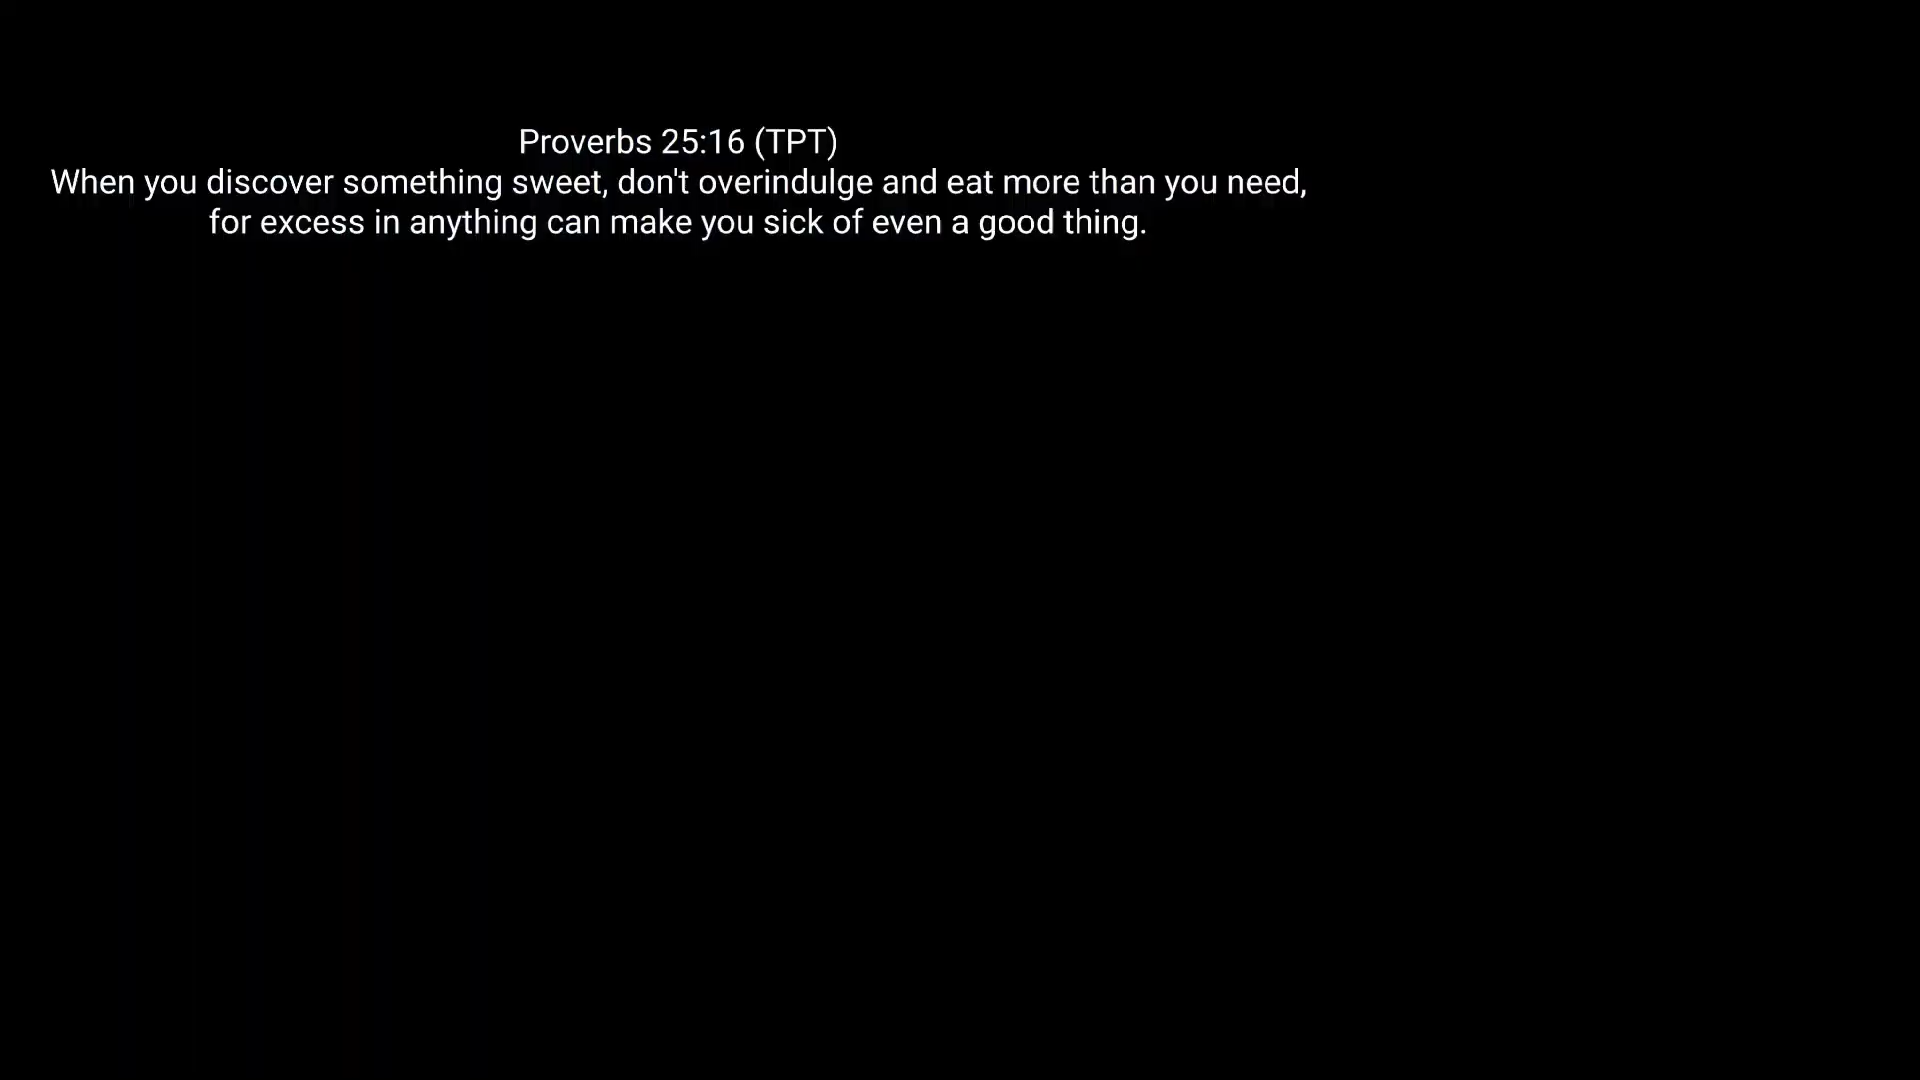 Proverbs 25:16 (TPT)
When you discover something sweet, don't overindulge and eat more than you need,
for excess in anything can make you sick of even a good thing.